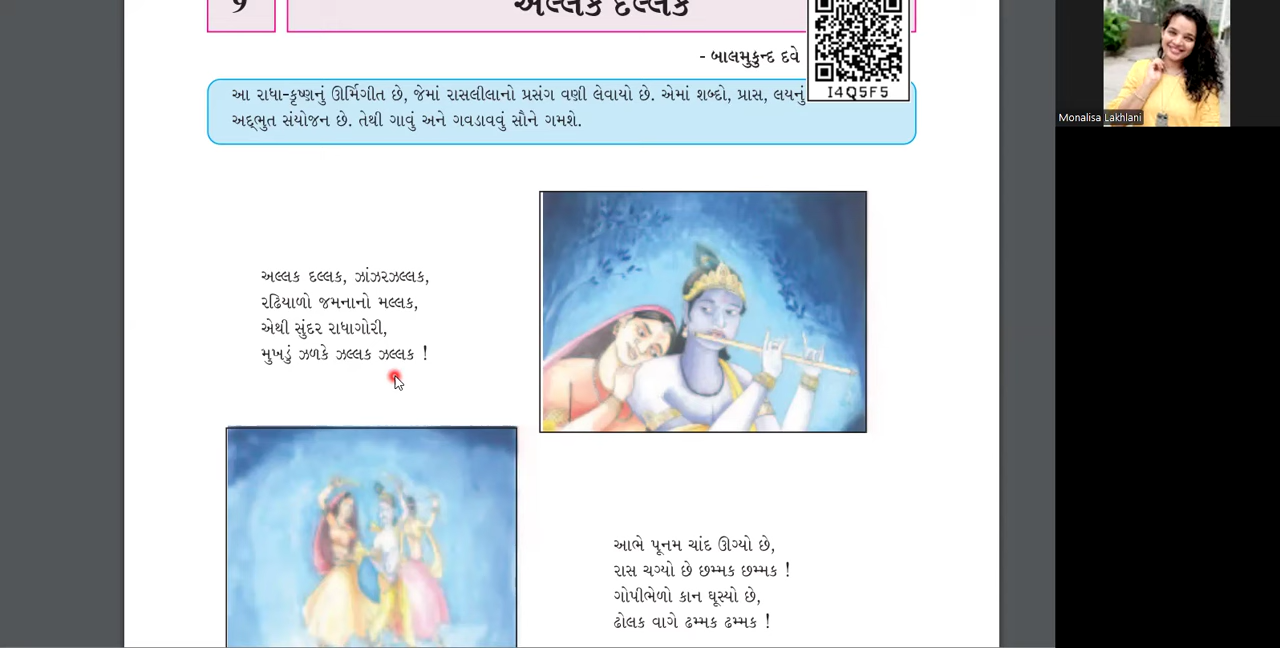 9
અલ્લક દલ્લક
- બાલમુકુન્દ દવે
I4Q5F5
આ રાધા-કૃષ્ણનું ઊર્મિગીત છે, જેમાં રાસલીલાનો પ્રસંગ વણી લેવાયો છે. એમાં શબ્દો, પ્રાસ, લયનું
અદ્ભુત સંયોજન છે. તેથી ગાવું અને ગવડાવવું સૌને ગમશે.
અલ્લક દલ્લક, ઝાંઝરઝલ્લક,
રઢિયાળો જમનાનો મલ્લક,
એથી સુંદર રાધાગોરી,
મુખડું ઝળકે ઝલ્લક ઝલ્લક !
આભે પૂનમ ચાંદ ઊગ્યો છે,
રાસ ચગ્યો છે છમ્મક છમ્મક !
ગોપીભેળો કાન ઘૂસ્યો છે,
ઢોલક વાગે ઢમ્મક ઢમ્મક !
Monalisa Lakhlani